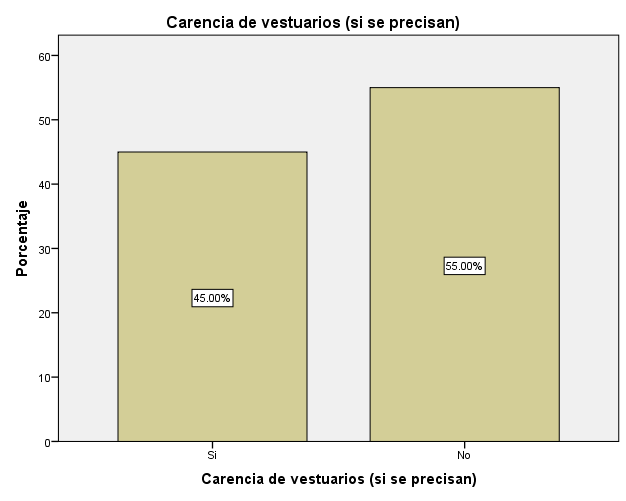 Carencia de vestuarios (si se precisan)
60
50
40
30
20
10
0
Porcentaje
45.00%
55.00%
Si
No
Carencia de vestuarios (si se precisan)